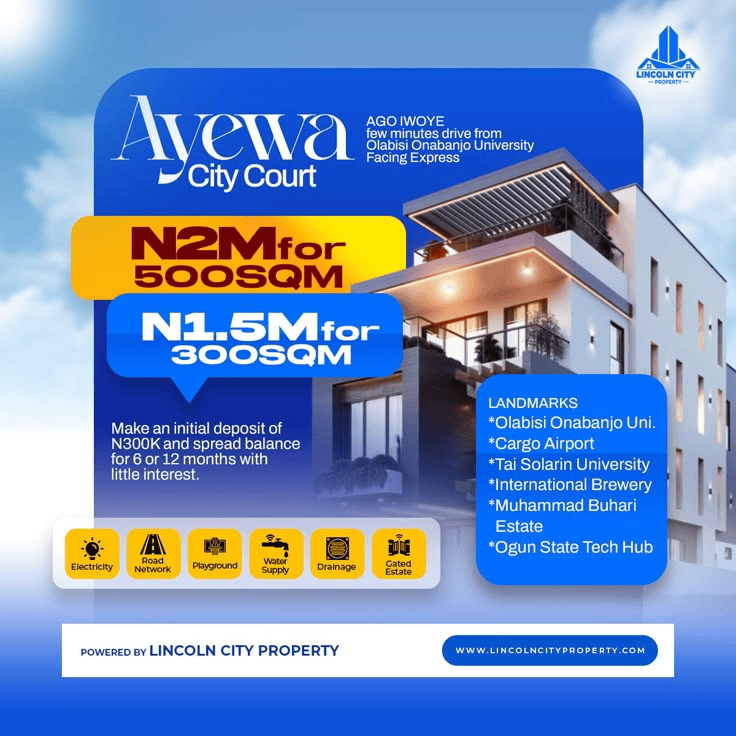 LINCOLN CITY
PROPERTY
Ayewa
City Court
AGO IWOYE
few minutes drive from
Olabisi Onabanjo University
Facing Express
N2M for
500SQM
N1.5M for
300SQM
Make an initial deposit of
N300K and spread balance
for 6 or 12 months with
little interest.
LANDMARKS
*Olabisi Onabanjo Uni.
*Cargo Airport
*Tai Solarin University
*International Brewery
*Muhammad Buhari
Estate
*Ogun State Tech Hub
Electricity
Road
Network
Playground
Water
Supply
Drainage
Gated
Estate
POWERED BY LINCOLN CITY PROPERTY
WWW.LINCOLNCITYPROPERTY.COM